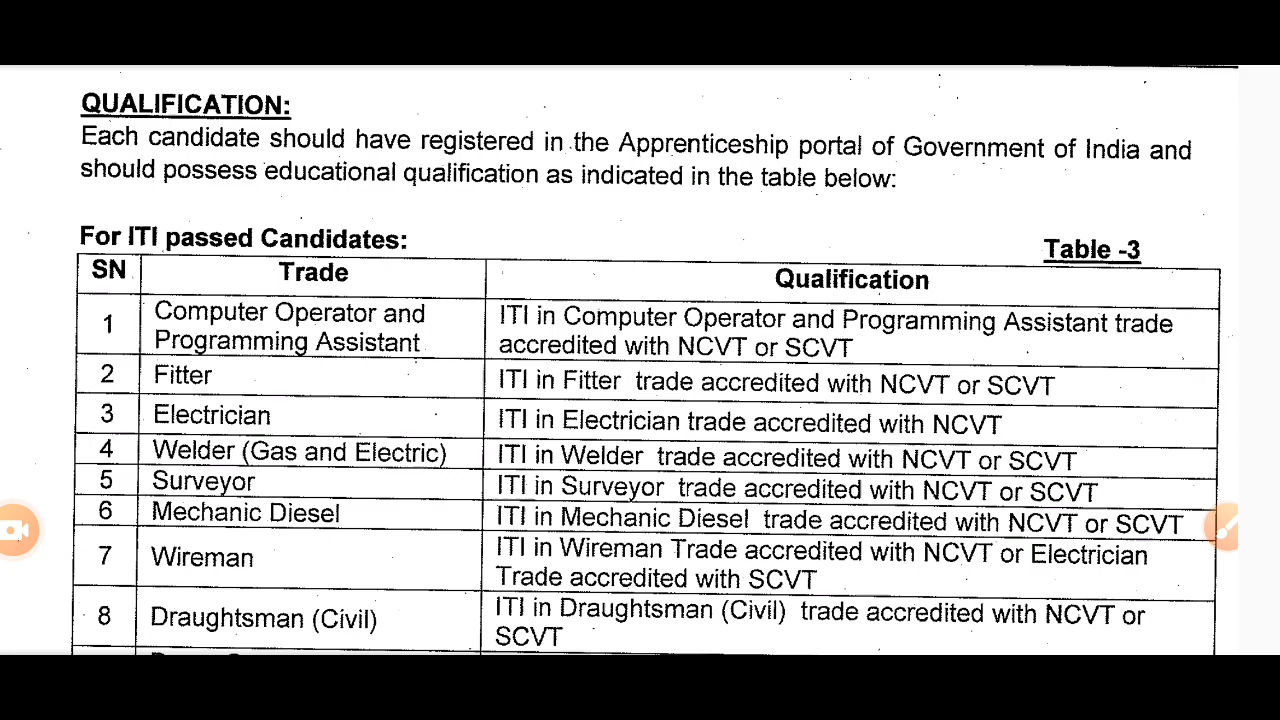 QUALIFICATION:
Each candidate should have registered in the Apprenticeship portal of Government of India and
should possess educational qualification as indicated in the table below:
For ITI passed Candidates:
Table -3
SN Trade Qualification
1 Computer Operator and Programming Assistant ITI in Computer Operator and Programming Assistant trade
accredited with NCVT or SCVT
2 Fitter ITI in Fitter trade accredited with NCVT or SCVT
3 Electrician ITI in Electrician trade accredited with NCVT
4 Welder (Gas and Electric) ITI in Welder trade accredited with NCVT or SCVT
5 Surveyor ITI in Surveyor trade accredited with NCVT or SCVT
6 Mechanic Diesel ITI in Mechanic Diesel trade accredited with NCVT or SCVT
7 Wireman ITI in Wireman Trade accredited with NCVT or Electrician
Trade accredited with SCVT
8 Draughtsman (Civil) ITI in Draughtsman (Civil) trade accredited with NCVT or
SCVT